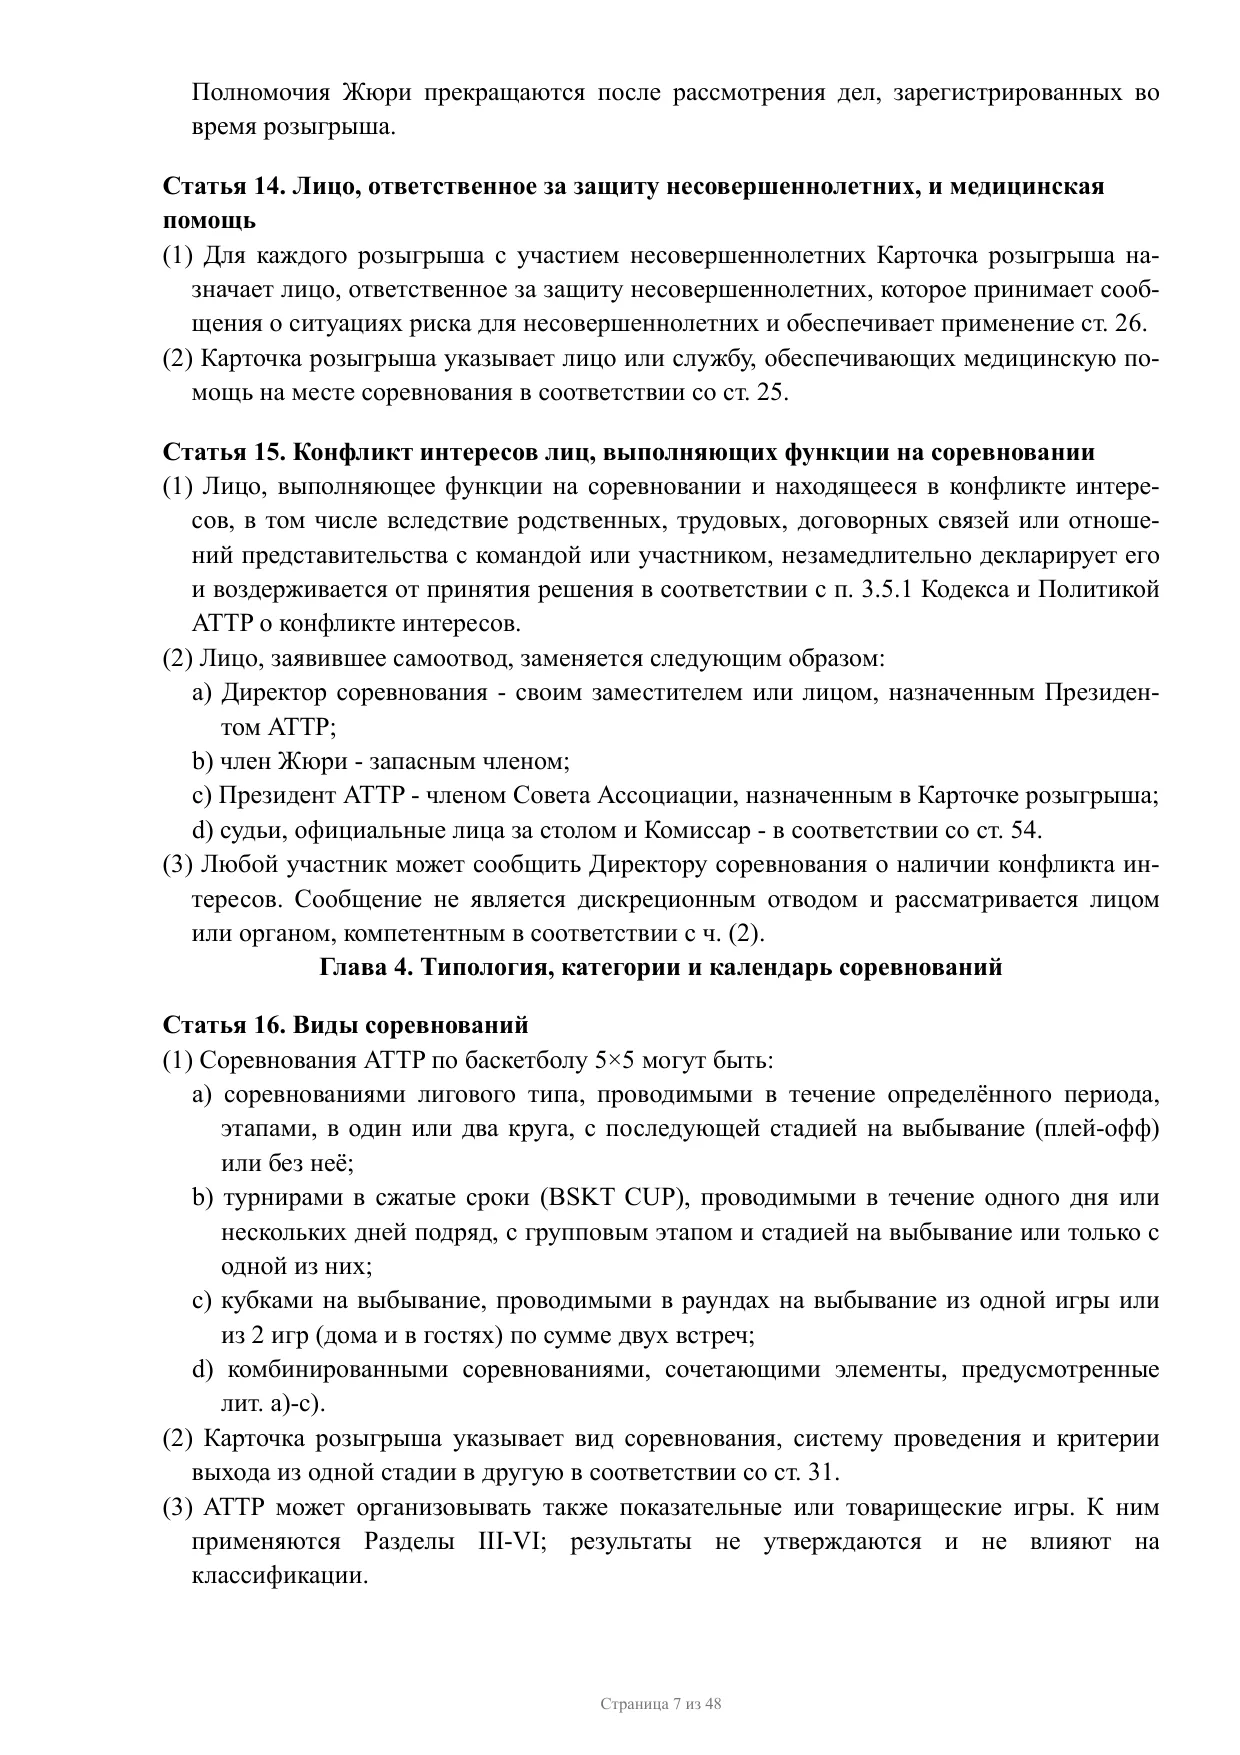 Полномочия Жюри прекращаются после рассмотрения дел, зарегистрированных во
время розыгрыша.
Статья 14. Лицо, ответственное за защиту несовершеннолетних, и медицинская
помощь
(1) Для каждого розыгрыша с участием несовершеннолетних Карточка розыгрыша на-
значает лицо, ответственное за защиту несовершеннолетних, которое принимает сооб-
щения о ситуациях риска для несовершеннолетних и обеспечивает применение ст. 26.
(2) Карточка розыгрыша указывает лицо или службу, обеспечивающих медицинскую по-
мощь на месте соревнования в соответствии со ст. 25.
Статья 15. Конфликт интересов лиц, выполняющих функции на соревновании
(1) Лицо, выполняющее функции на соревновании и находящееся в конфликте интере-
сов, в том числе вследствие родственных, трудовых, договорных связей или отноше-
ний представительства с командой или участником, незамедлительно декларирует его
и воздерживается от принятия решения в соответствии с п. 3.5.1 Кодекса и Политикой
АТТР о конфликте интересов.
(2) Лицо, заявившее самоотвод, заменяется следующим образом:
a) Директор соревнования - своим заместителем или лицом, назначенным Президен-
том АТТР;
b) член Жюри - запасным членом;
c) Президент АТТР - членом Совета Ассоциации, назначенным в Карточке розыгрыша;
d) судьи, официальные лица за столом и Комиссар - в соответствии со ст. 54.
(3) Любой участник может сообщить Директору соревнования о наличии конфликта ин-
тересов. Сообщение не является дискреционным отводом и рассматривается лицом
или органом, компетентным в соответствии с ч. (2).
Глава 4. Типология, категории и календарь соревнований
Статья 16. Виды соревнований
(1) Соревнования АТТР по баскетболу 5×5 могут быть:
a) соревнованиями лигового типа, проводимыми в течение определённого периода,
этапами, в один или два круга, с последующей стадией на выбывание (плей-офф)
или без неё;
b) турнирами в сжатые сроки (BSKT CUP), проводимыми в течение одного дня или
нескольких дней подряд, с групповым этапом и стадией на выбывание или только с
одной из них;
c) кубками на выбывание, проводимыми в раундах на выбывание из одной игры или
из 2 игр (дома и в гостях) по сумме двух встреч;
d) комбинированными соревнованиями, сочетающими элементы, предусмотренные
лит. a)-c).
(2) Карточка розыгрыша указывает вид соревнования, систему проведения и критерии
выхода из одной стадии в другую в соответствии со ст. 31.
(3) АТТР может организовывать также показательные или товарищеские игры. К ним
применяются Разделы III-VI; результаты не утверждаются и не влияют на
классификации.
Страница 7 из 48